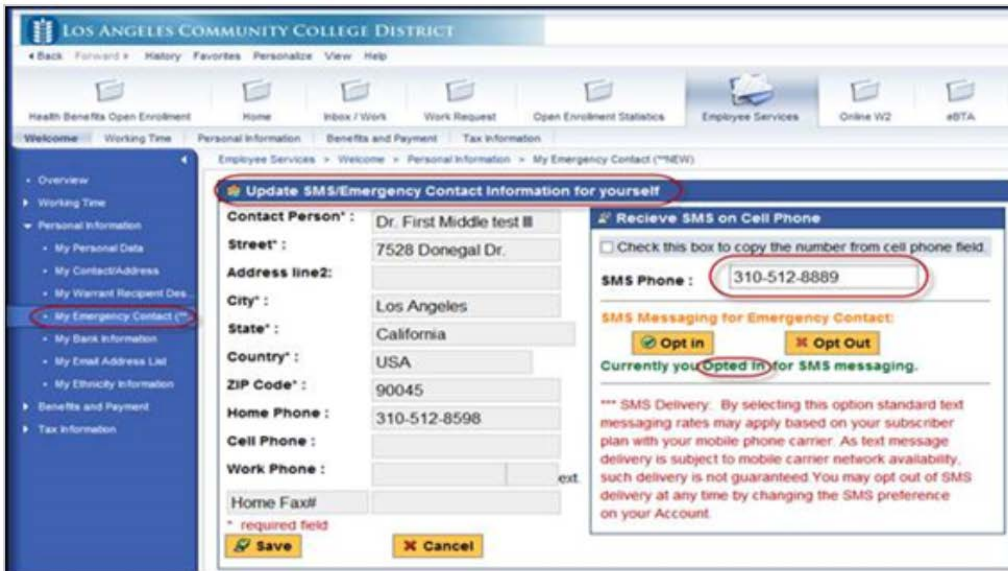 LOS ANGELES COMMUNITY COLLEGE DISTRICT
Back Forward History Favorites Personalize View Help
Health Benefits Open Enrollment Home Inbox / Work Work Request Open Enrollment Statistics Employee Services Online W2 eBTA
Welcome Working Time Personal Information Benefits and Payment Tax Information
Employee Services > Welcome > Personal Information > My Emergency Contact (**NEW)
• Overview
Working Time
Personal Information
• My Personal Data
• My Contact/Address
• My Warrant Recipient Des...
• My Emergency Contact (**
• My Bank Information
• My Email Address List
• My Ethnicity Information
Benefits and Payment
Tax Information
Update SMS/Emergency Contact Information for yourself
Contact Person* : Dr. First Middle test III
Street* : 7528 Donegal Dr.
Address line2:
City* : Los Angeles
State* : California
Country* : USA
ZIP Code* : 90045
Home Phone : 310-512-8598
Cell Phone :
Work Phone : ext.
Home Fax#
* required field
Save Cancel
Recieve SMS on Cell Phone
Check this box to copy the number from cell phone field.
SMS Phone : 310-512-8889
SMS Messaging for Emergency Contact:
Opt in Opt Out
Currently you Opted In for SMS messaging.
*** SMS Delivery: By selecting this option standard text
messaging rates may apply based on your subscriber
plan with your mobile phone carrier. As text message
delivery is subject to mobile carrier network availability,
such delivery is not guaranteed.You may opt out of SMS
delivery at any time by changing the SMS preference
on your Account.